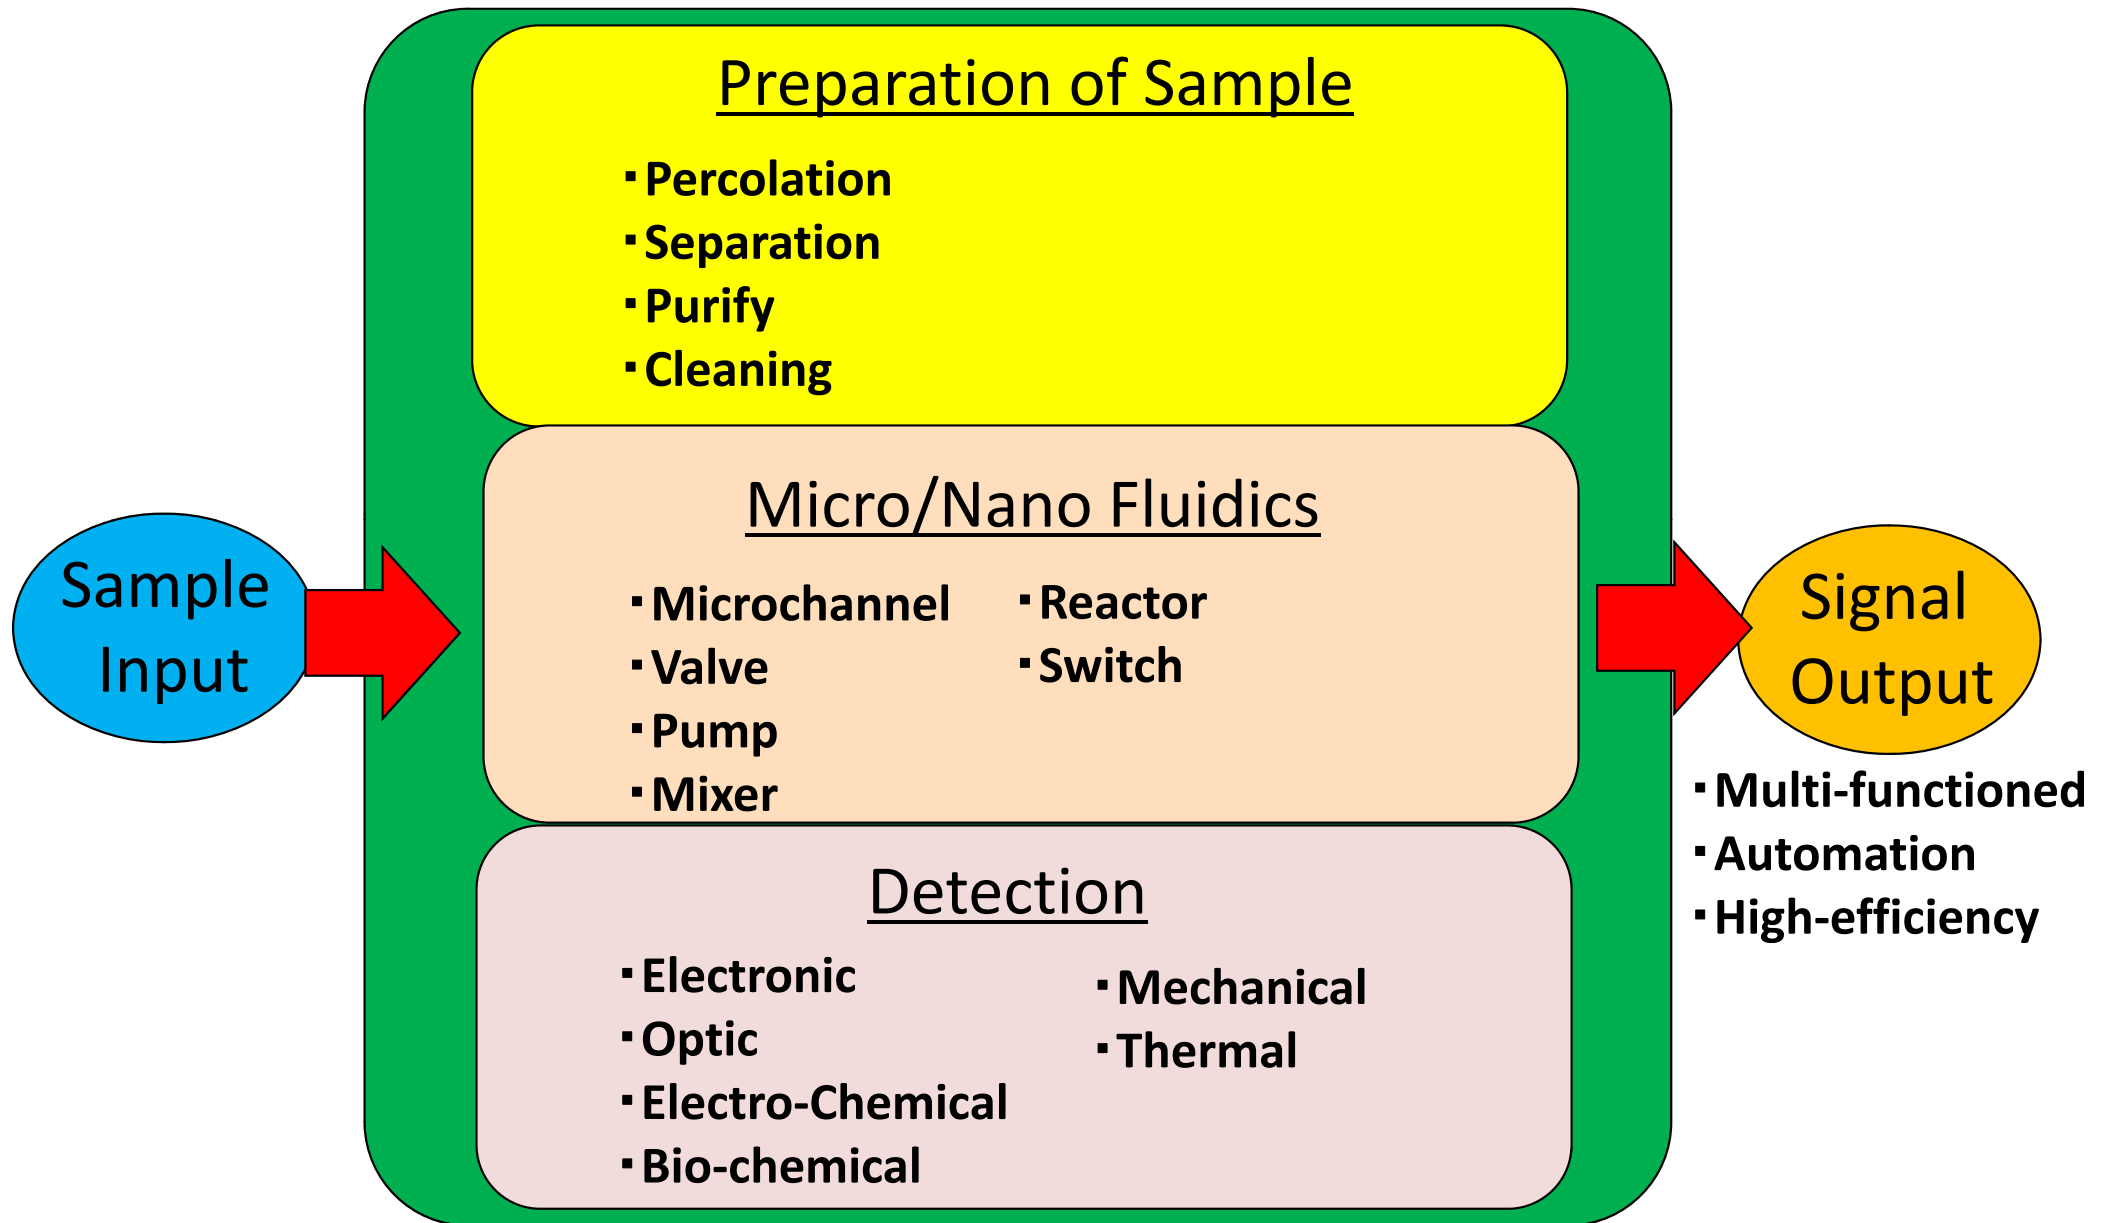 Preparation of Sample
・Percolation
・Separation
・Purify
・Cleaning
Micro/Nano Fluidics
・Microchannel
・Valve
・Pump
・Mixer
・Reactor
・Switch
Detection
・Electronic
・Optic
・Electro-Chemical
・Bio-chemical
・Mechanical
・Thermal
Sample
Input
Signal
Output
・Multi-functioned
・Automation
・High-efficiency